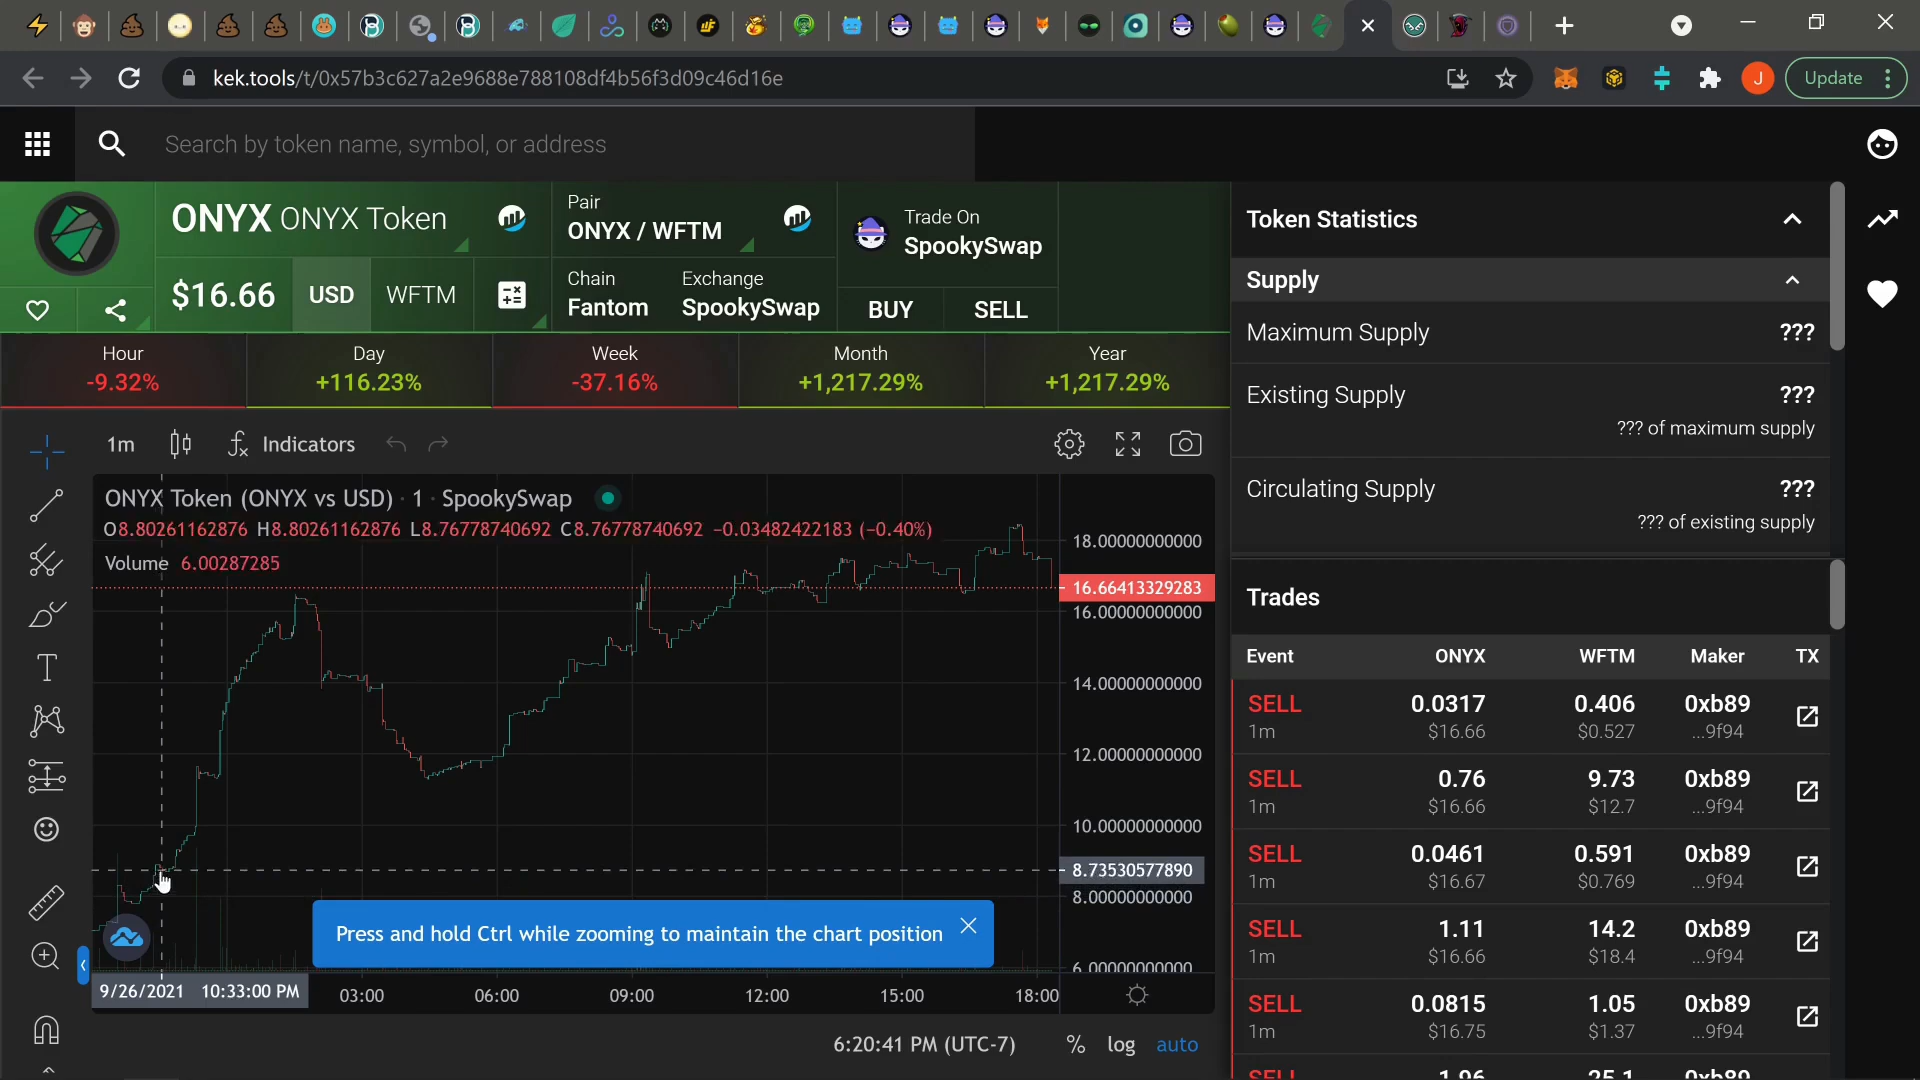 kek.tools/t/0x57b3c627a2e9688e788108df4b56f3d09c46d16e
J
Update
Search by token name, symbol, or address
ONYX ONYX Token
$16.66
USD
WFTM
Pair
ONYX / WFTM
Chain
Fantom
Exchange
SpookySwap
Trade On
SpookySwap
BUY
SELL
Hour
-9.32%
Day
+116.23%
Week
-37.16%
Month
+1,217.29%
Year
+1,217.29%
1m
Indicators
ONYX Token (ONYX vs USD) · 1 · SpookySwap
O8.80261162876 H8.80261162876 L8.76778740692 C8.76778740692 −0.03482422183 (−0.40%)
Volume 6.00287285
18.00000000000
16.66413329283
16.00000000000
14.00000000000
12.00000000000
10.00000000000
8.73530577890
8.00000000000
6.00000000000
Press and hold Ctrl while zooming to maintain the chart position
9/26/2021 10:33:00 PM
03:00
06:00
09:00
12:00
15:00
18:00
6:20:41 PM (UTC-7)
%
log
auto
Token Statistics
Supply
Maximum Supply ???
Existing Supply ???
??? of maximum supply
Circulating Supply ???
??? of existing supply
Trades
Event ONYX WFTM Maker TX
SELL 0.0317 0.406 0xb89
1m $16.66 $0.527 ...9f94
SELL 0.76 9.73 0xb89
1m $16.66 $12.7 ...9f94
SELL 0.0461 0.591 0xb89
1m $16.67 $0.769 ...9f94
SELL 1.11 14.2 0xb89
1m $16.66 $18.4 ...9f94
SELL 0.0815 1.05 0xb89
1m $16.75 $1.37 ...9f94
SELL 1.96 25.1 0xb89